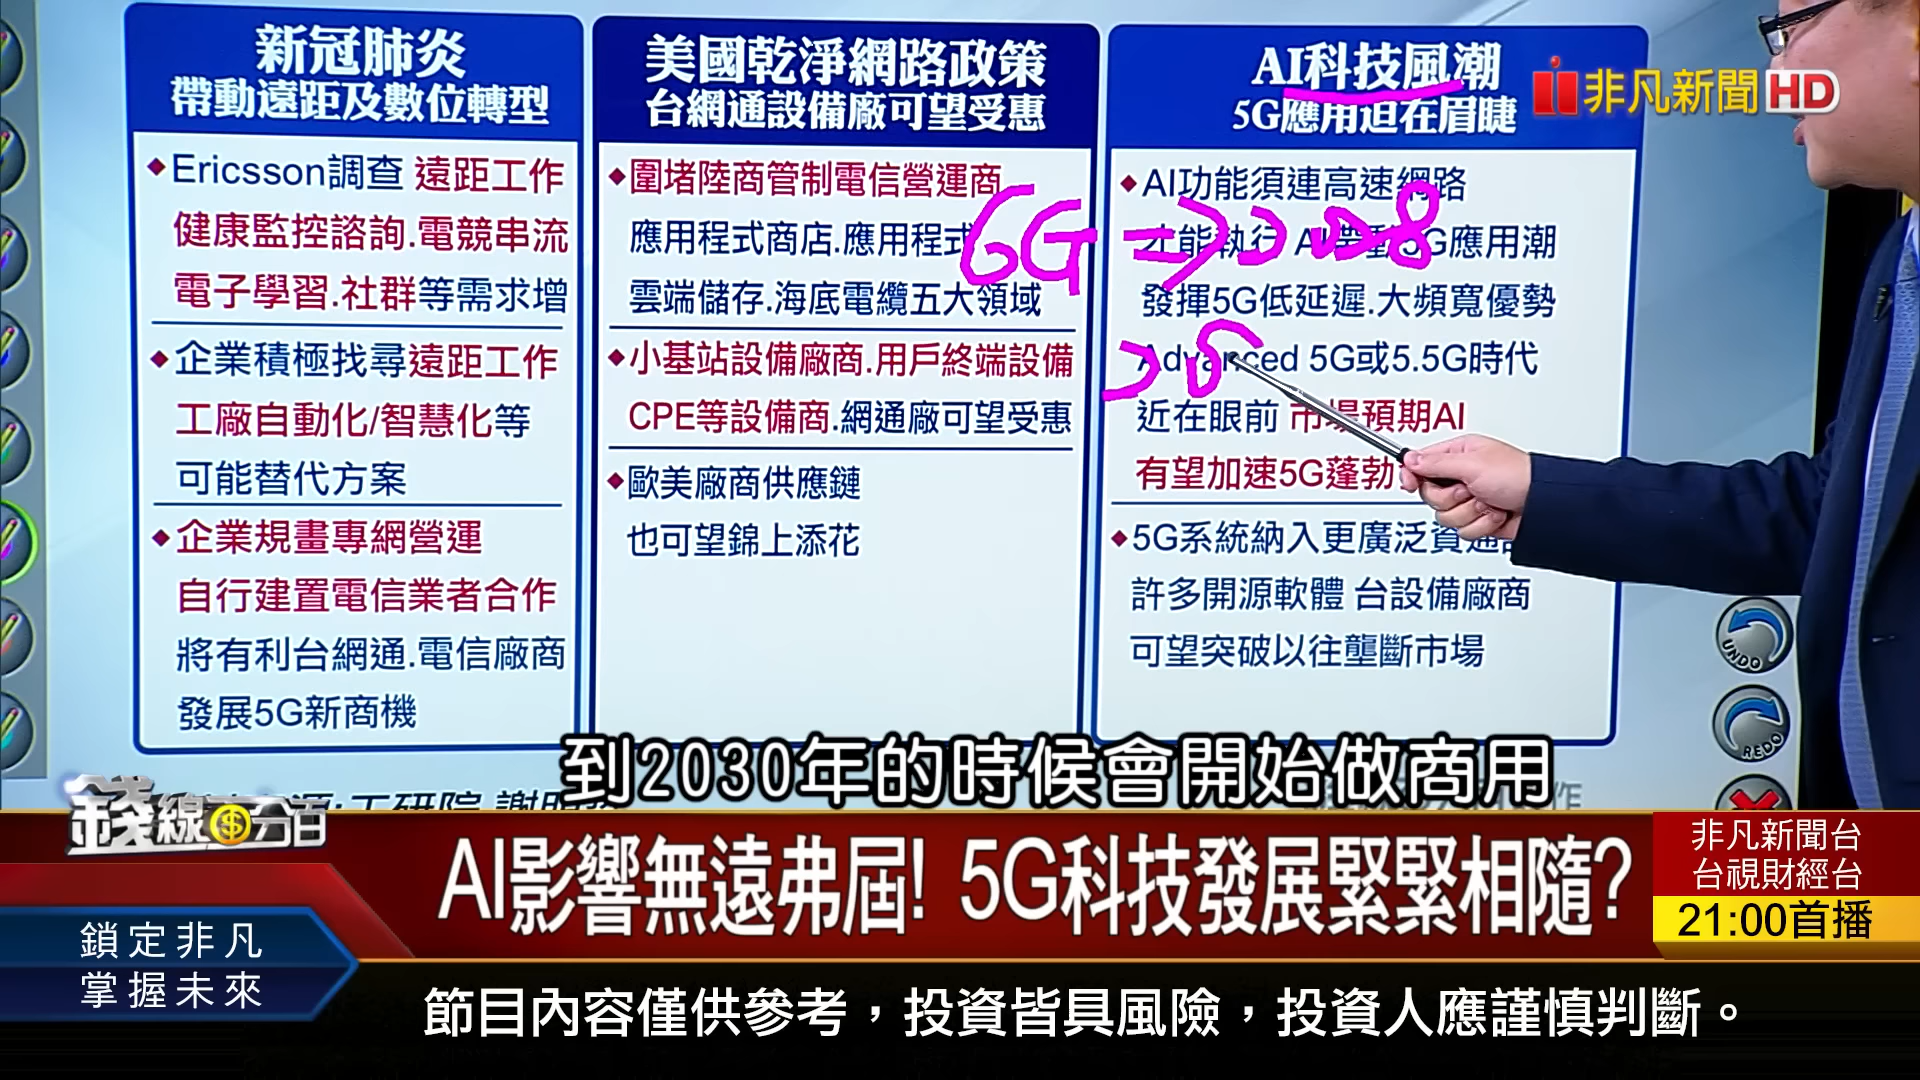 新冠肺炎
帶動遠距及數位轉型
◆Ericsson調查 遠距工作
健康監控諮詢.電競串流
電子學習.社群等需求增
◆企業積極找尋遠距工作
工廠自動化/智慧化等
可能替代方案
◆企業規畫專網營運
自行建置電信業者合作
將有利台網通.電信廠商
發展5G新商機
美國乾淨網路政策
台網通設備廠可望受惠
◆圍堵陸商管制電信營運商
應用程式商店.應用程式
雲端儲存.海底電纜五大領域
◆小基站設備廠商.用戶終端設備
CPE等設備商.網通廠可望受惠
◆歐美廠商供應鏈
也可望錦上添花
AI科技風潮
5G應用迫在眉睫
◆AI功能須連高速網路
才能執行 AI帶動5G應用潮
發揮5G低延遲.大頻寬優勢
Advanced 5G或5.5G時代
近在眼前 市場預期AI
有望加速5G蓬勃
◆5G系統納入更廣泛資通
許多開源軟體 台設備廠商
可望突破以往壟斷市場
6G
非凡新聞HD
UNDO
REDO
到2030年的時候會開始做商用
錢線百分百
AI影響無遠弗屆! 5G科技發展緊緊相隨?
非凡新聞台
台視財經台
21:00首播
鎖定非凡
掌握未來
節目內容僅供參考，投資皆具風險，投資人應謹慎判斷。